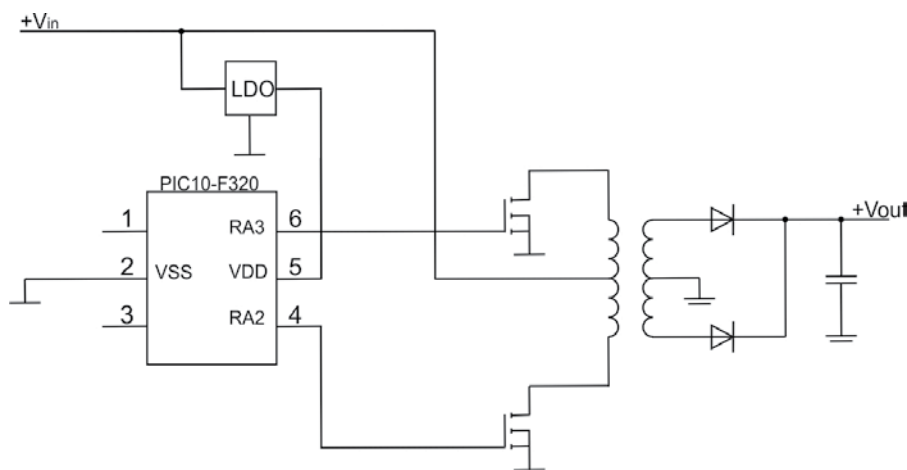 +Vin
LDO
PIC10-F320
1
RA3
6
+Vout
2
VSS
VDD
5
3
RA2
4